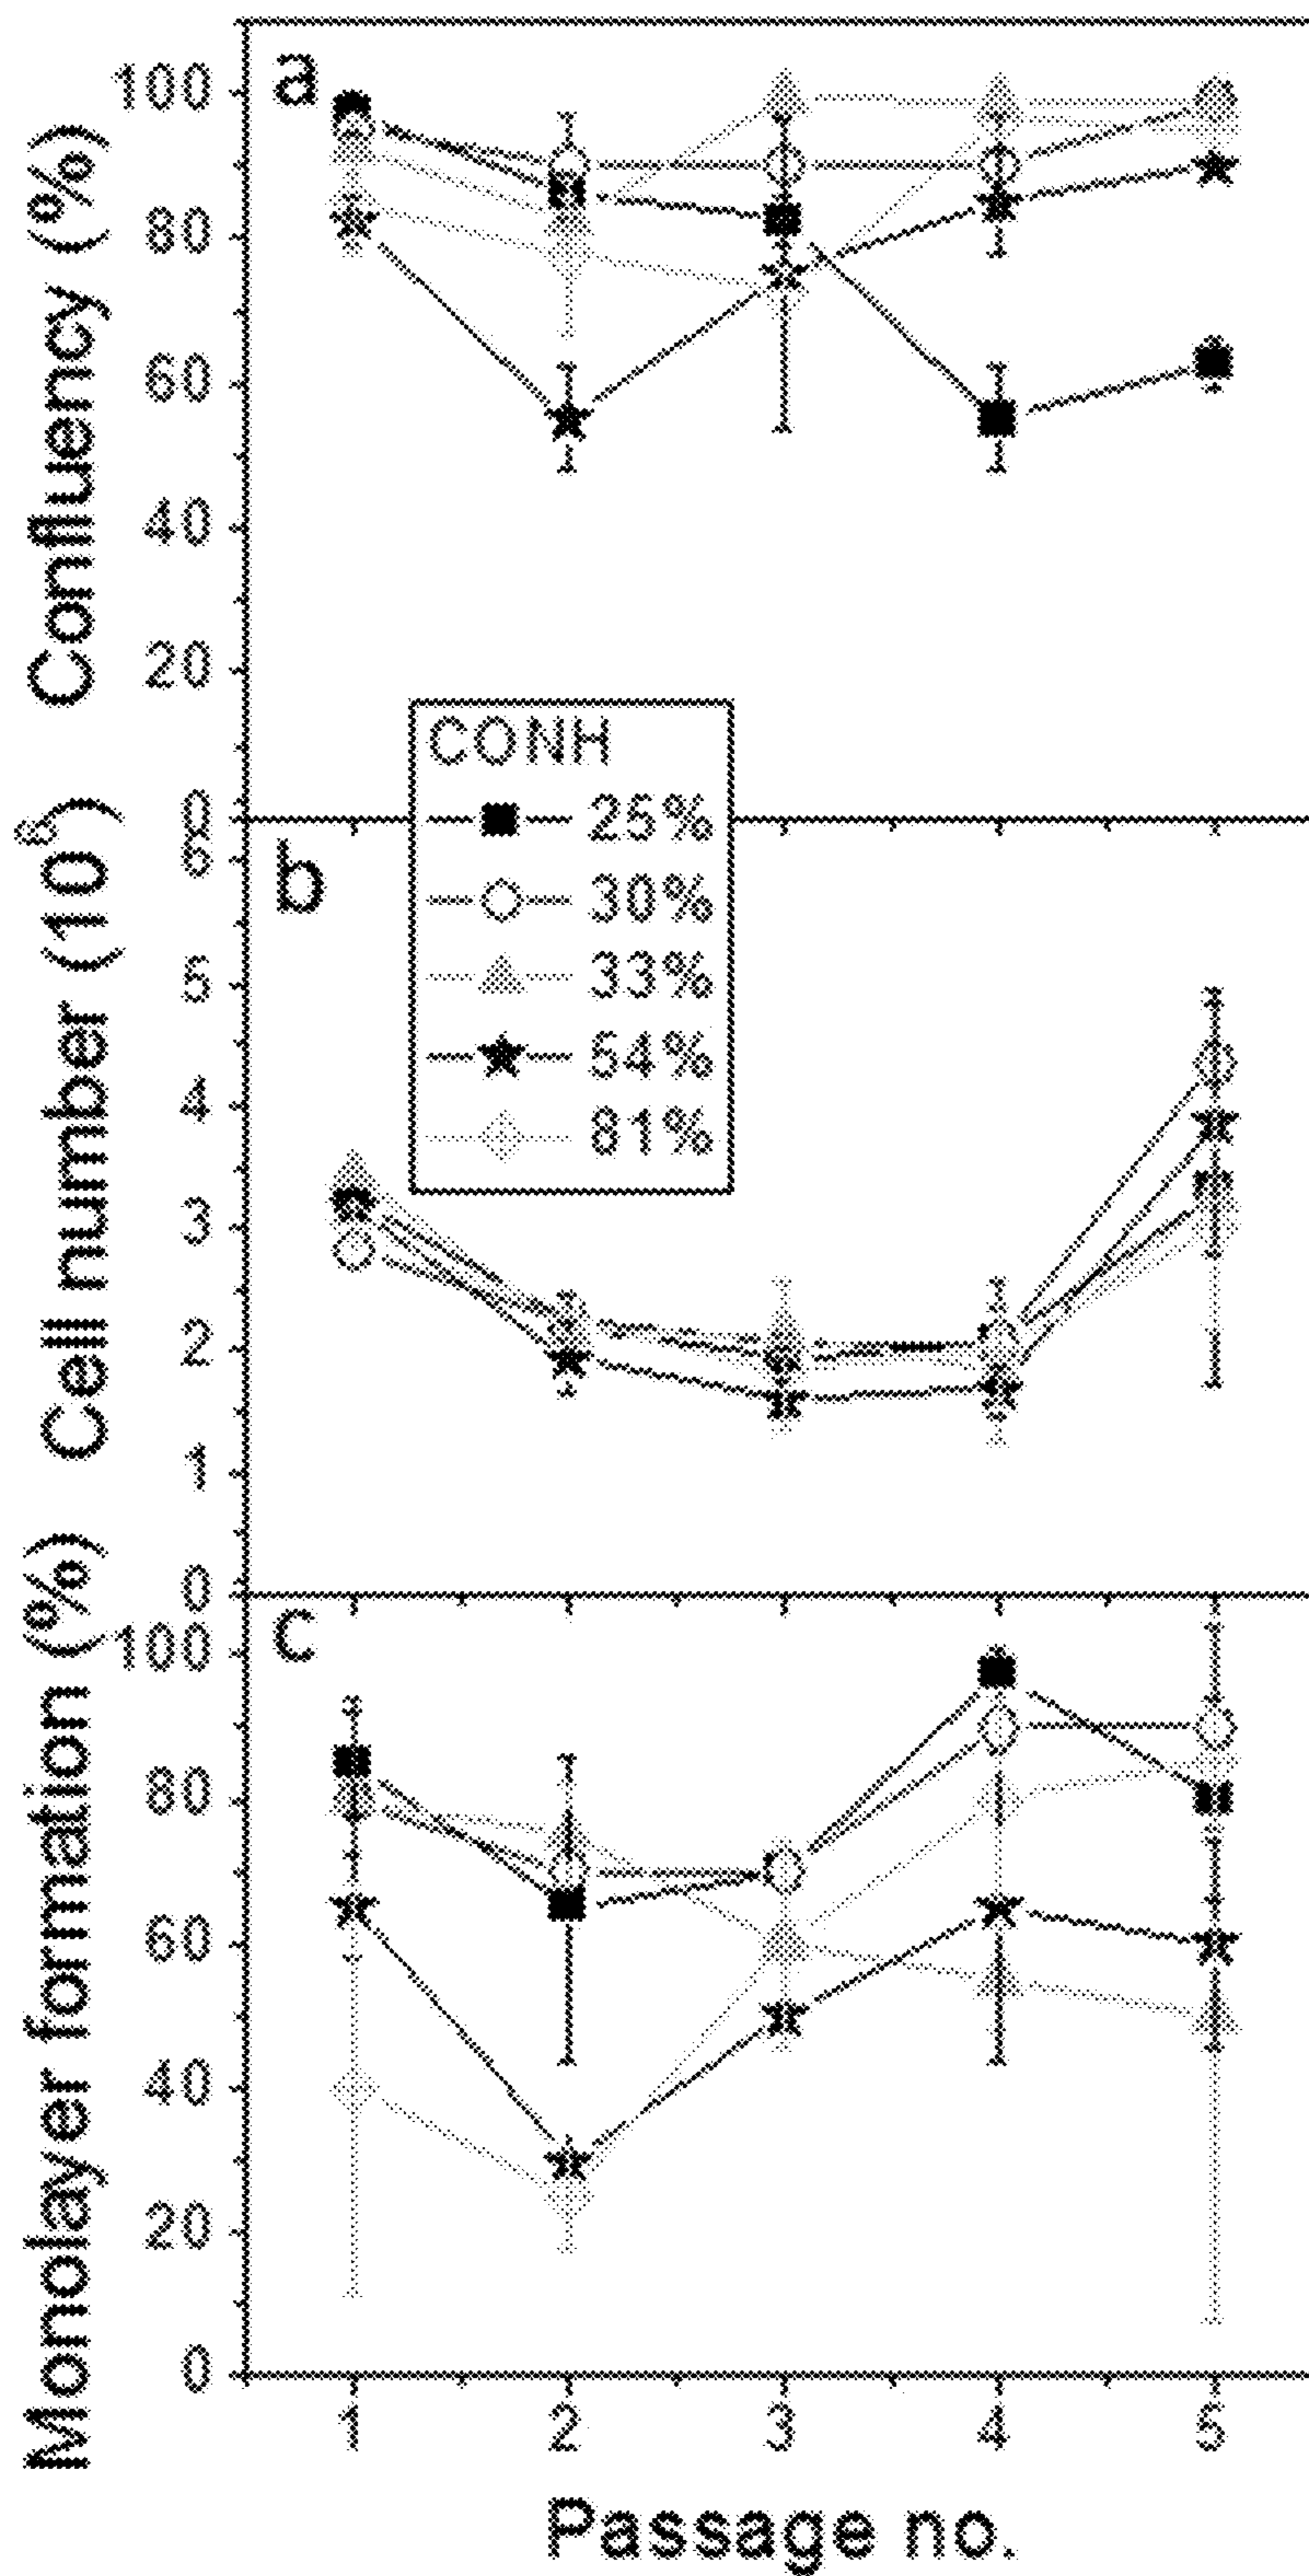 a
Confluency (%)
100
80
60
40
20
0
CONH
25%
30%
33%
54%
81%
b
Cell number (10⁶)
6
5
4
3
2
1
0
c
Monolayer formation (%)
100
80
60
40
20
0
1 2 3 4 5
Passage no.